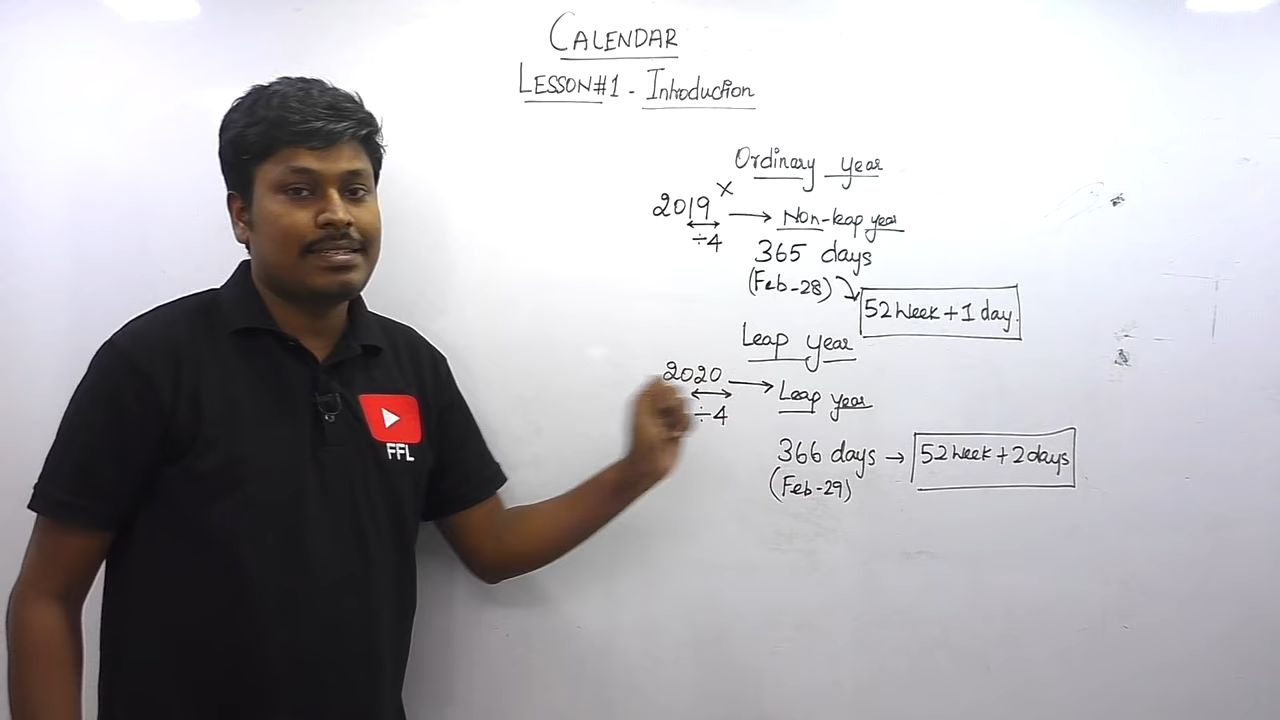 CALENDAR
LESSON#1 - Introduction
Ordinary year
2019 x → Non-leap year
÷4
365 days
(Feb-28)
52 week + 1 day.
Leap year
2020 → Leap year
÷4
366 days → 52 week + 2 days
(Feb-29)
FFL